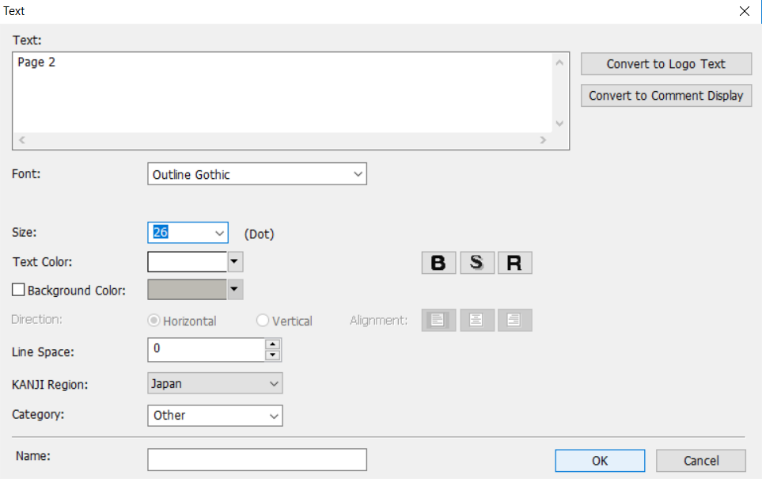 Text
Text:
Page 2
Convert to Logo Text
Convert to Comment Display
Font:
Outline Gothic
Size:
26
(Dot)
Text Color:
B S R
Background Color:
Direction:
Horizontal
Vertical
Alignment:
Line Space:
0
KANJI Region:
Japan
Category:
Other
Name:
OK
Cancel